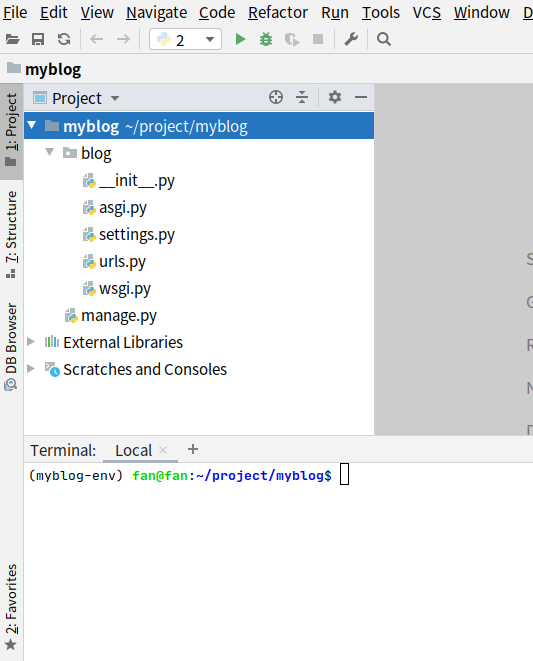 File Edit View Navigate Code Refactor Run Tools VCS Window
2
myblog
1: Project
Project
myblog ~/project/myblog
blog
__init__.py
asgi.py
settings.py
urls.py
wsgi.py
manage.py
External Libraries
Scratches and Consoles
7: Structure
DB Browser
Terminal: Local × +
(myblog-env) fan@fan:~/project/myblog$
2: Favorites